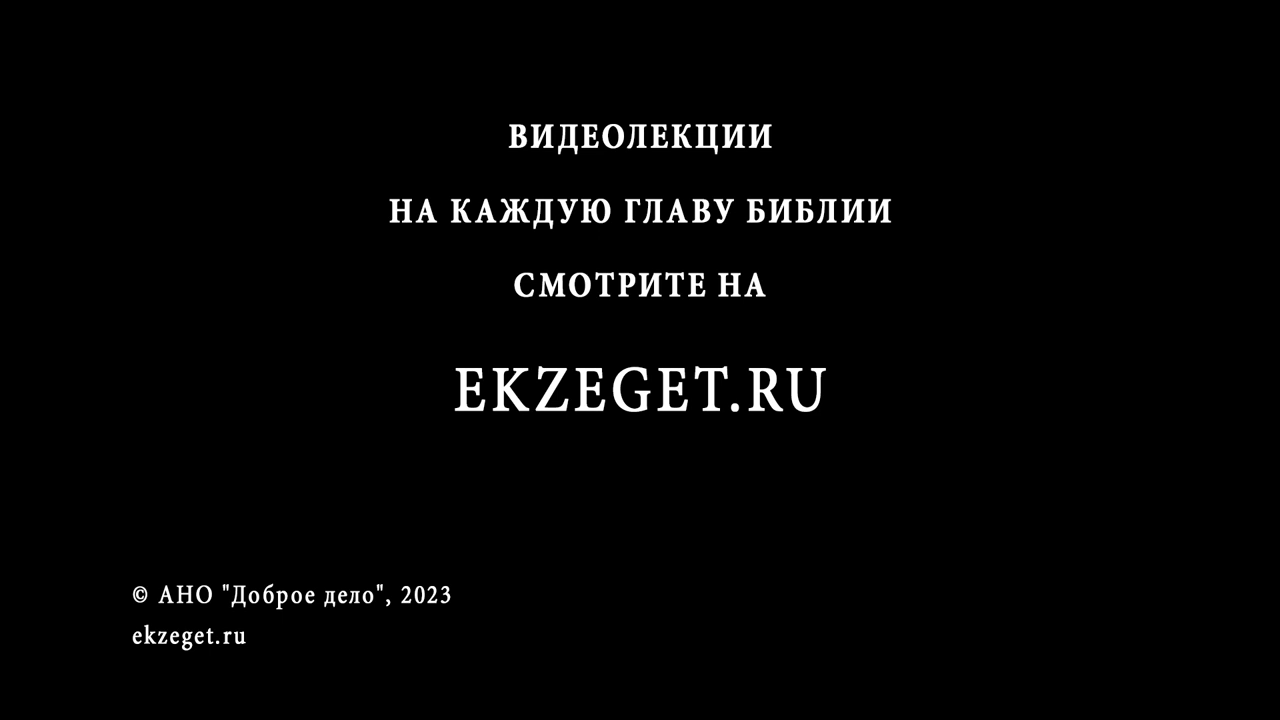 ВИДЕОЛЕКЦИИ
НА КАЖДУЮ ГЛАВУ БИБЛИИ
СМОТРИТЕ НА
EKZEGET.RU
© АНО "Доброе дело", 2023
ekzeget.ru